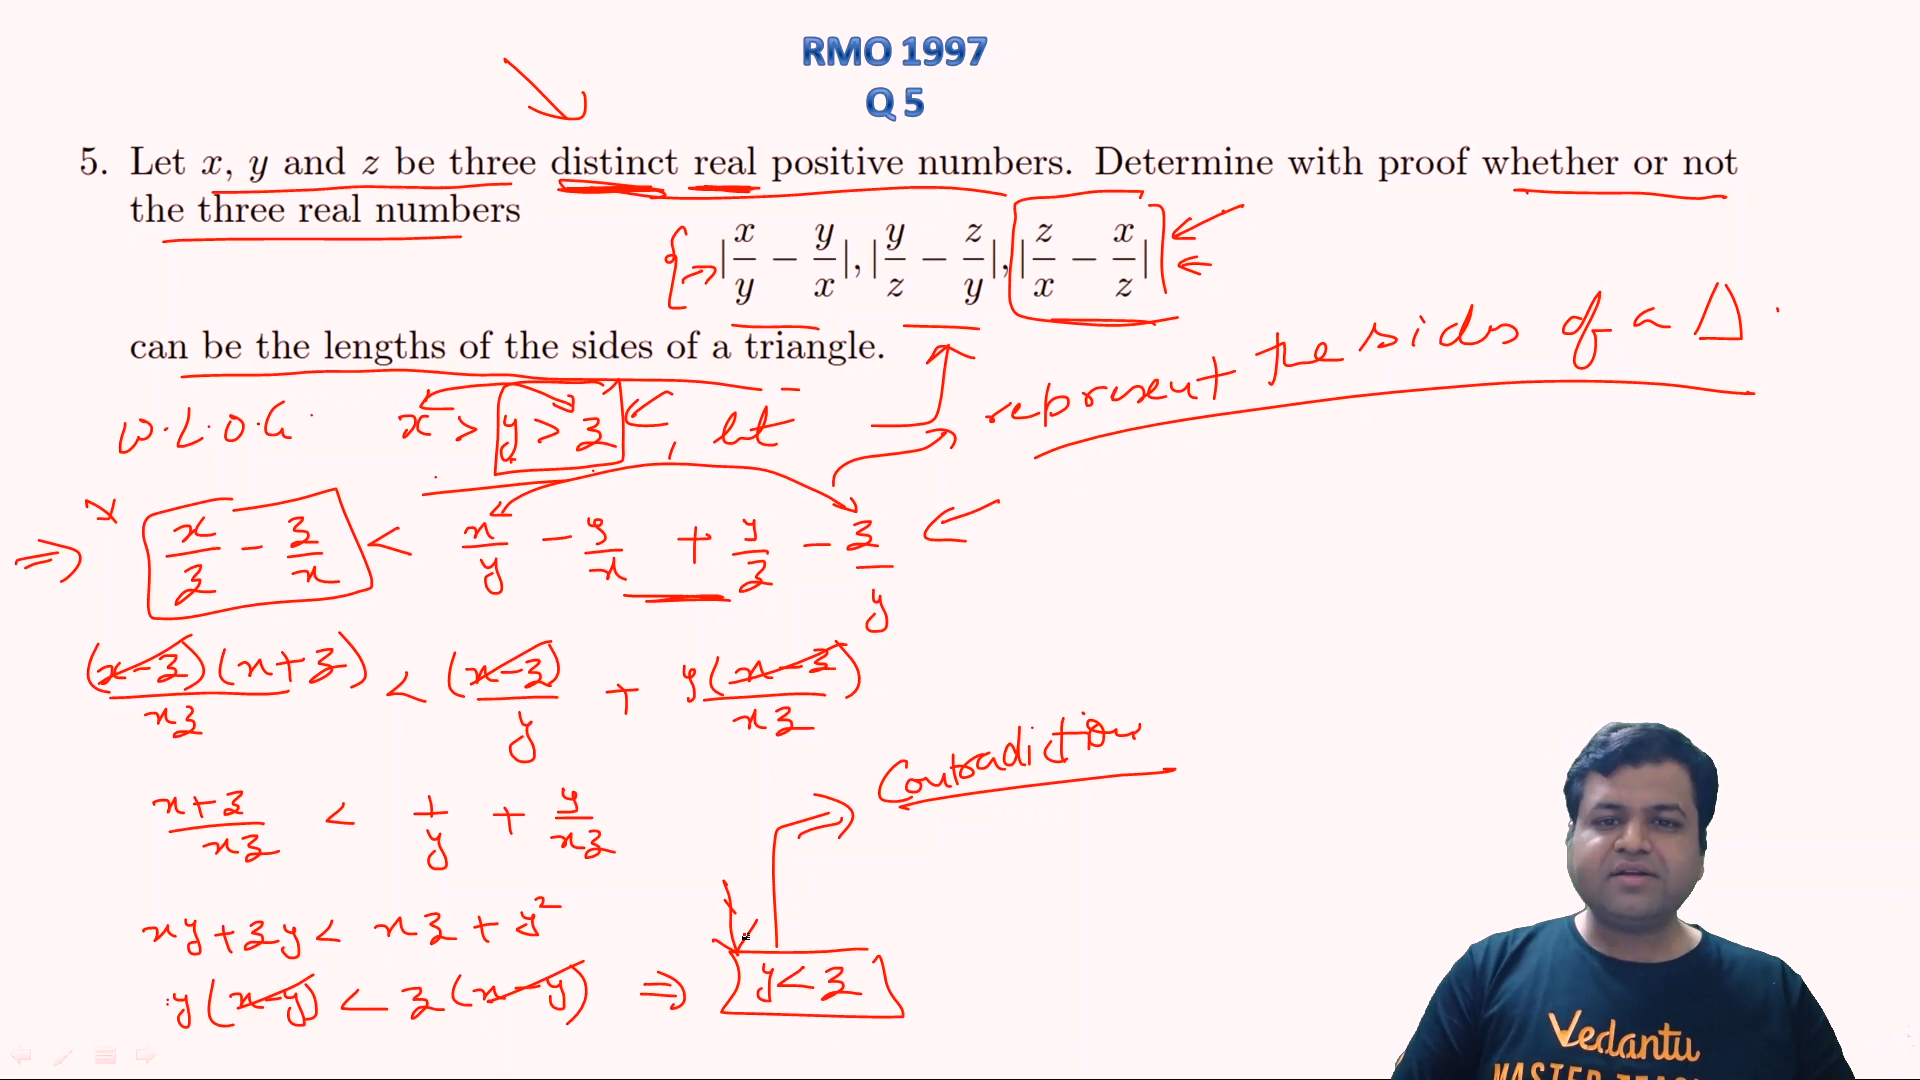 RMO 1997
Q 5
5. Let x, y and z be three distinct real positive numbers. Determine with proof whether or not
the three real numbers
{ |x/y − y/x|, |y/z − z/y|, |z/x − x/z|
can be the lengths of the sides of a triangle.
represent the sides of a Δ.
W.L.O.G. x > y > z, let
⇒ x/z − z/x < x/y − y/x + y/z − z/y
(x−z)(x+z)/xz < (x−z)/y + y(x−z)/xz
Contradiction
x+z/xz < 1/y + y/xz
xy + zy < xz + y²
y(x−y) < z(x−y) ⇒ y < z
Vedantu